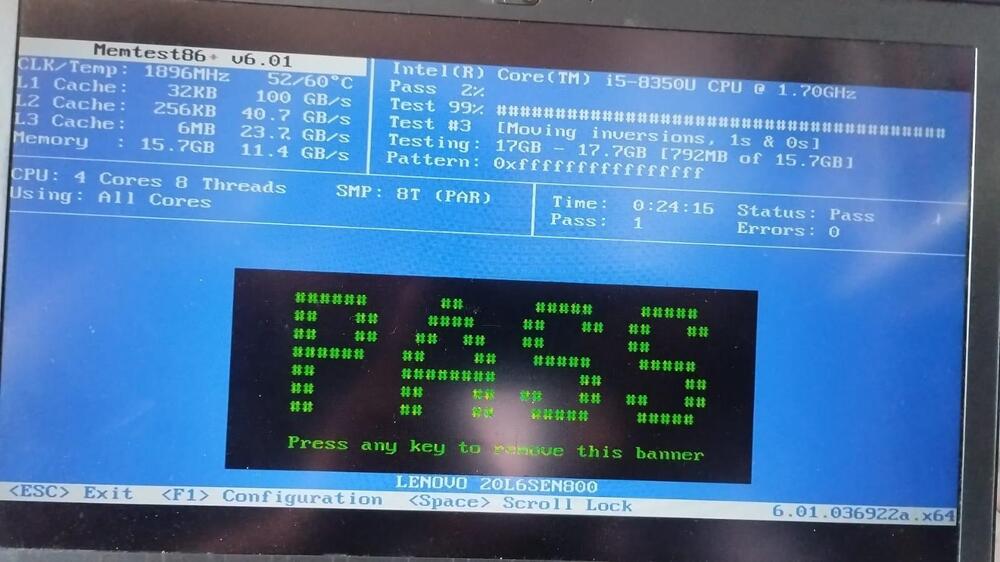 Memtest86+ v6.01
CLK/Temp: 1896MHz 52/60°C
L1 Cache: 32KB 100 GB/s
L2 Cache: 256KB 40.7 GB/s
L3 Cache: 6MB 23.7 GB/s
Memory : 15.7GB 11.4 GB/s
Intel(R) Core(TM) i5-8350U CPU @ 1.70GHz
Pass 2%
Test 99% ########################################
Test #3 [Moving inversions, 1s & 0s]
Testing: 17GB - 17.7GB [792MB of 15.7GB]
Pattern: 0xffffffffffffffff
CPU: 4 Cores 8 Threads SMP: 8T (PAR)
Using: All Cores
Time: 0:24:15 Status: Pass
Pass: 1 Errors: 0
PASS
Press any key to remove this banner
LENOVO 20L6SEN800
<ESC> Exit <F1> Configuration <Space> Scroll Lock 6.01.036922a.x64